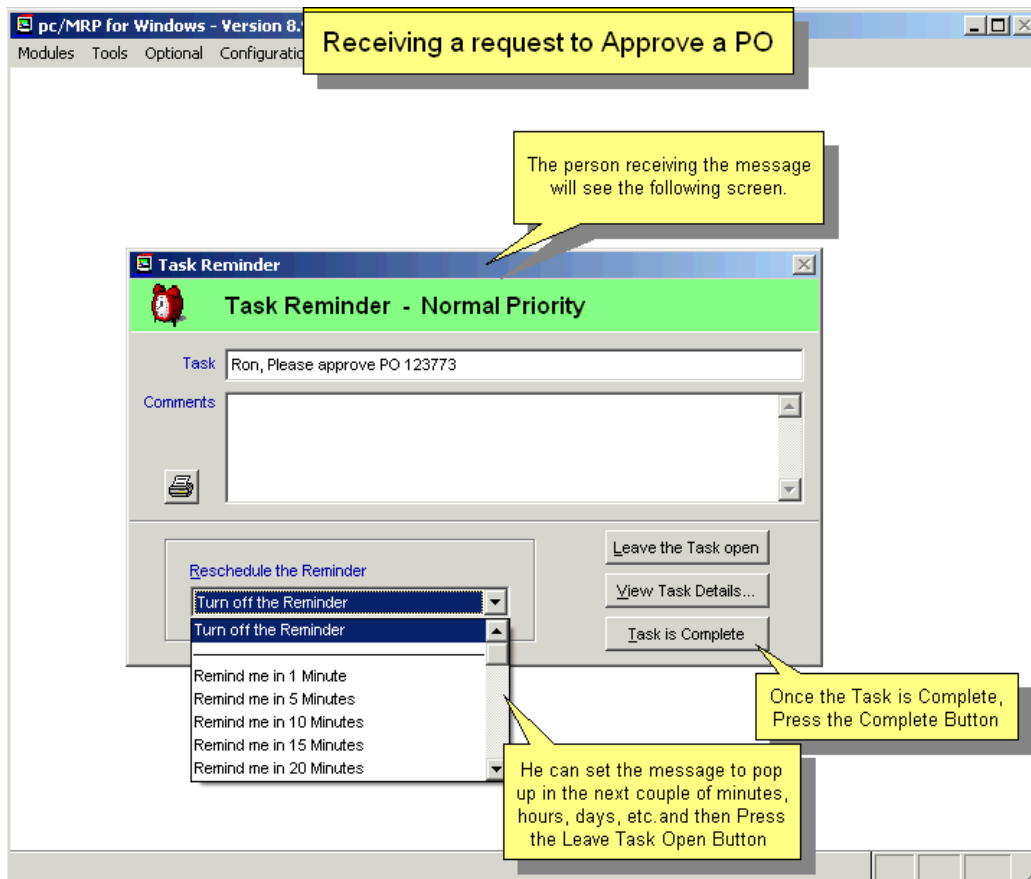 pc/MRP for Windows - Version 8.
Receiving a request to Approve a PO
Modules Tools Optional Configuratio
The person receiving the message
will see the following screen.
Task Reminder
Task Reminder - Normal Priority
Task
Ron, Please approve PO 123773
Comments
Reschedule the Reminder
Turn off the Reminder
Turn off the Reminder
Remind me in 1 Minute
Remind me in 5 Minutes
Remind me in 10 Minutes
Remind me in 15 Minutes
Remind me in 20 Minutes
Leave the Task open
View Task Details...
Task is Complete
Once the Task is Complete,
Press the Complete Button
He can set the message to pop
up in the next couple of minutes,
hours, days, etc.and then Press
the Leave Task Open Button